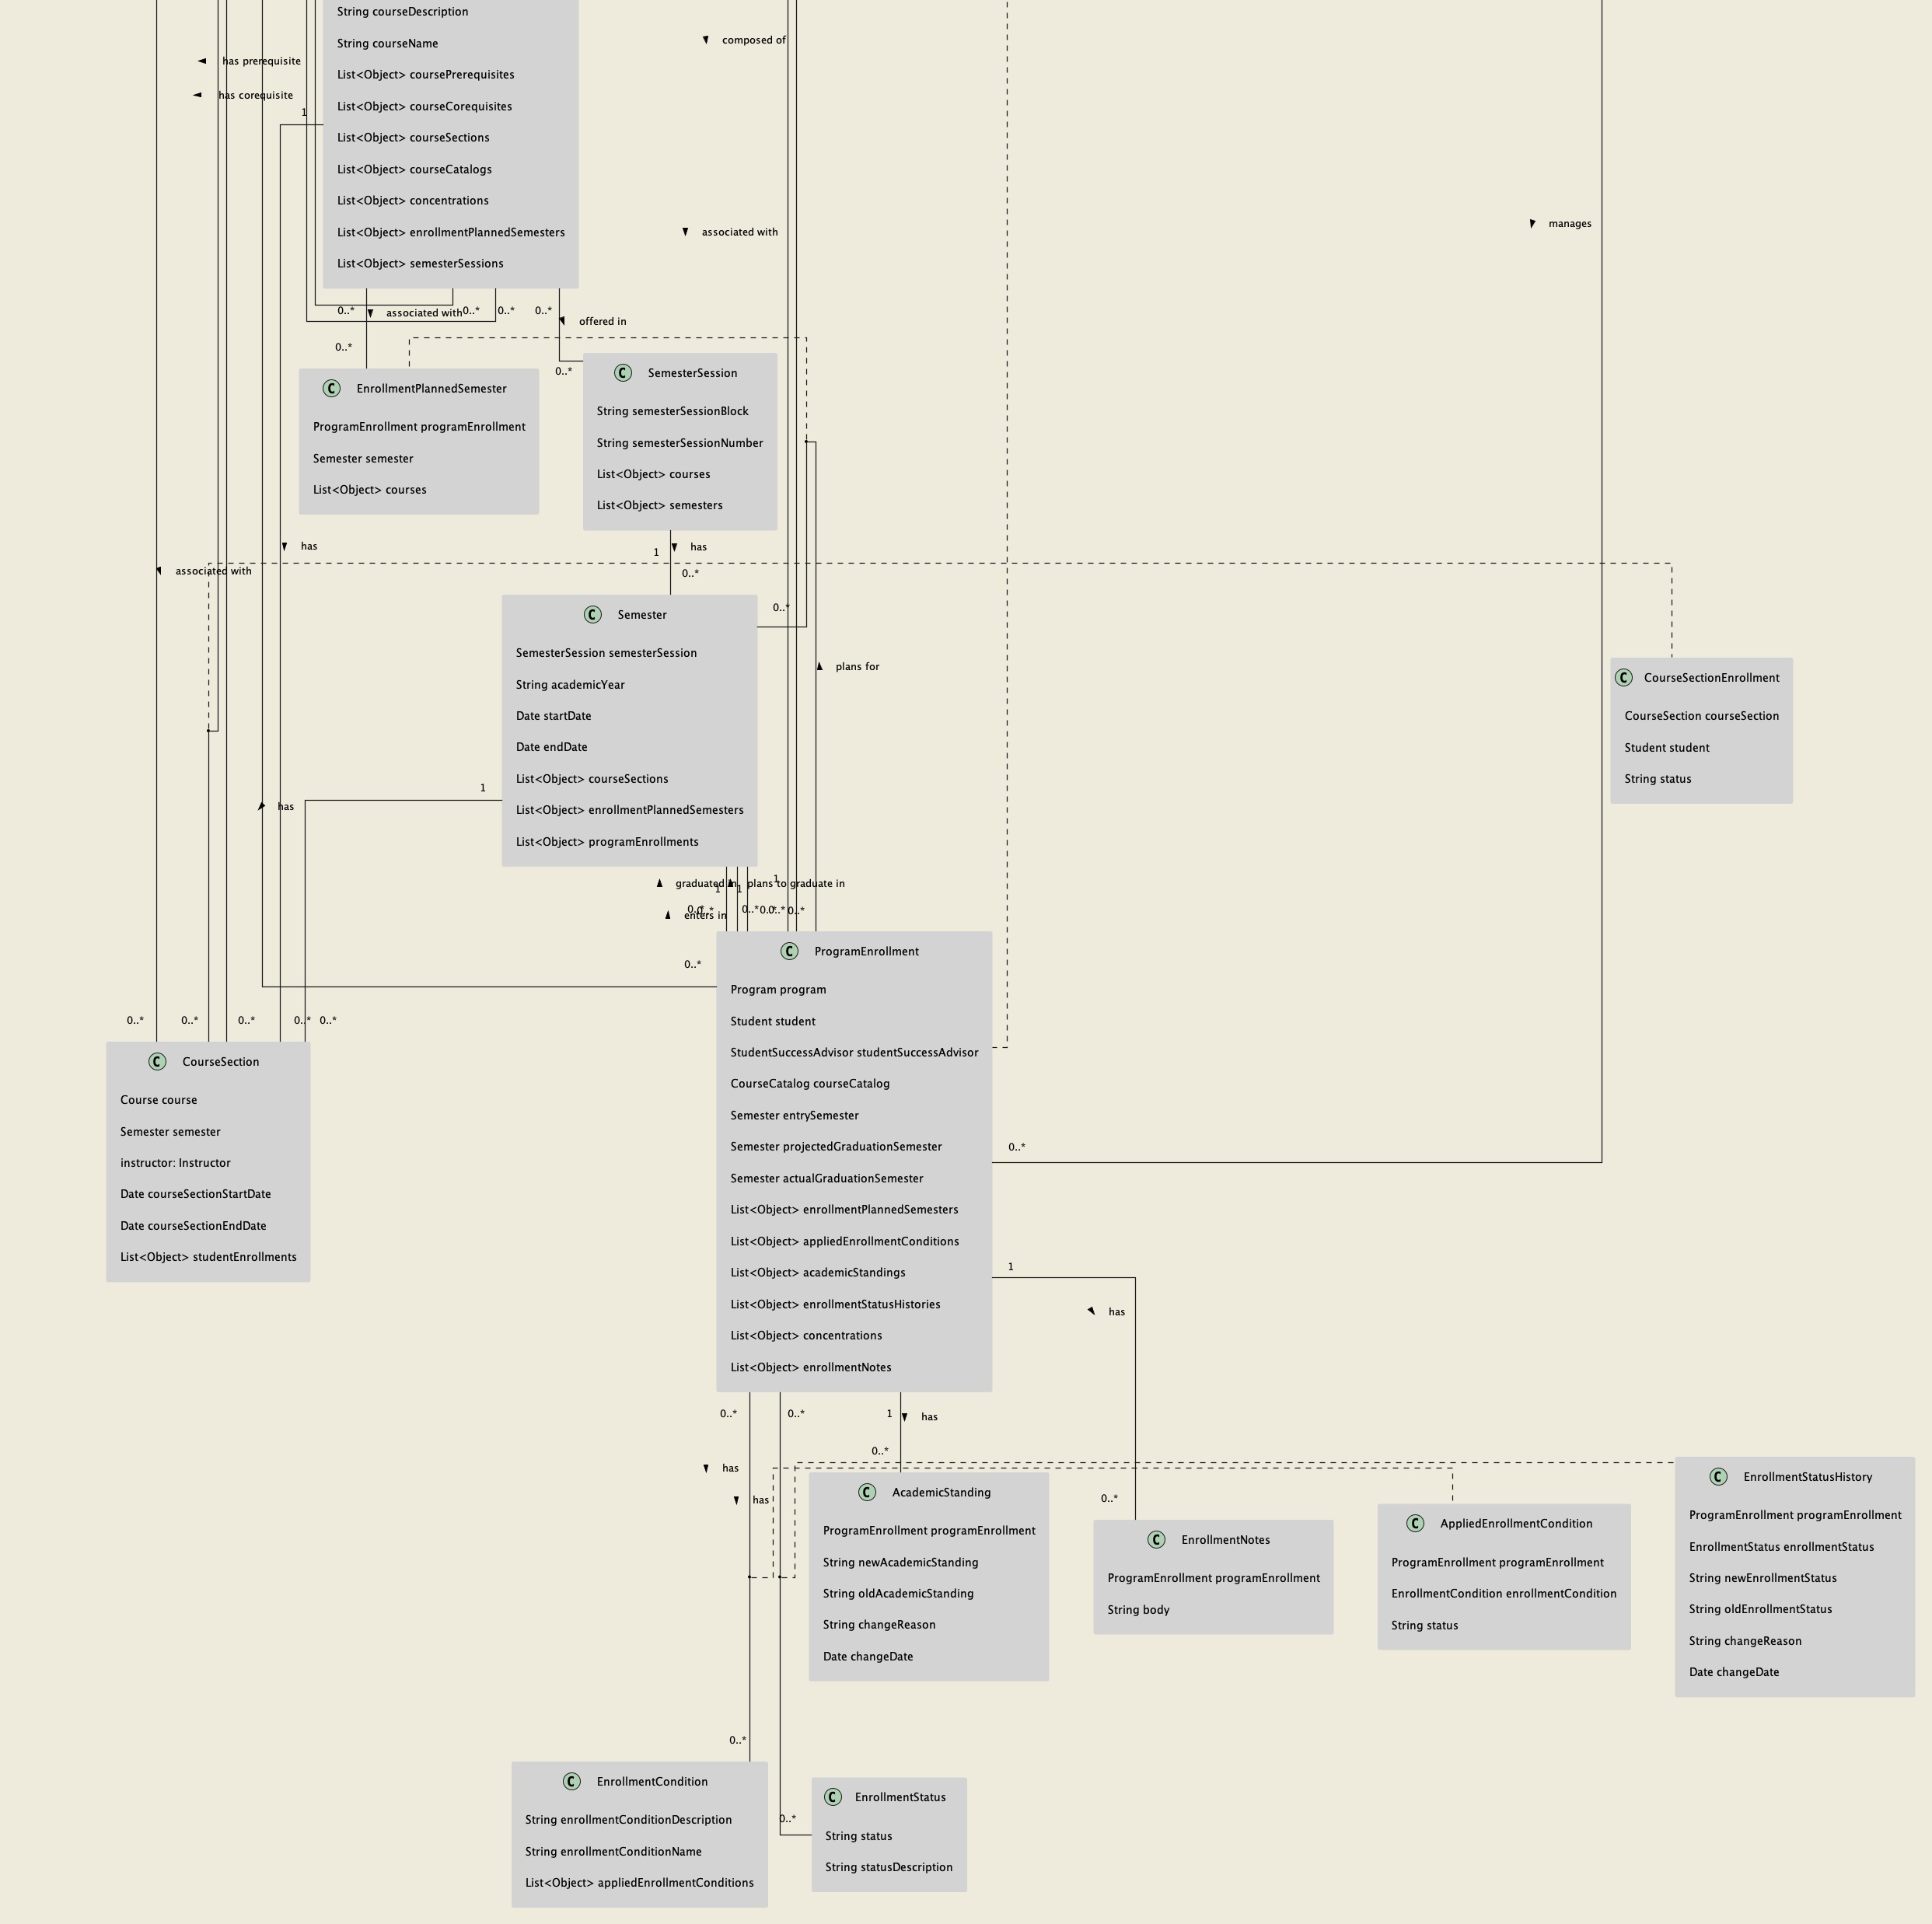 String courseDescription
String courseName
List<Object> coursePrerequisites
List<Object> courseCorequisites
List<Object> courseSections
List<Object> courseCatalogs
List<Object> concentrations
List<Object> enrollmentPlannedSemesters
List<Object> semesterSessions
composed of
has prerequisite
has corequisite
1
associated with
manages
0..*
associated with
0..*
0..*
0..*
offered in
0..*
0..*
C EnrollmentPlannedSemester
ProgramEnrollment programEnrollment
Semester semester
List<Object> courses
C SemesterSession
String semesterSessionBlock
String semesterSessionNumber
List<Object> courses
List<Object> semesters
has
1
has
0..*
associated with
C Semester
SemesterSession semesterSession
String academicYear
Date startDate
Date endDate
List<Object> courseSections
List<Object> enrollmentPlannedSemesters
List<Object> programEnrollments
0..*
plans for
C CourseSectionEnrollment
CourseSection courseSection
Student student
String status
1
has
graduated in
plans to graduate in
1
1
1
enters in
0..*
0..*
0..*
0..*
0..*
0..*
0..*
C ProgramEnrollment
Program program
Student student
StudentSuccessAdvisor studentSuccessAdvisor
CourseCatalog courseCatalog
Semester entrySemester
Semester projectedGraduationSemester
Semester actualGraduationSemester
List<Object> enrollmentPlannedSemesters
List<Object> appliedEnrollmentConditions
List<Object> academicStandings
List<Object> enrollmentStatusHistories
List<Object> concentrations
List<Object> enrollmentNotes
0..*
0..*
0..*
0..*
0..*
C CourseSection
Course course
Semester semester
instructor: Instructor
Date courseSectionStartDate
Date courseSectionEndDate
List<Object> studentEnrollments
0..*
1
has
0..*
0..*
0..*
1
has
0..*
has
has
C AcademicStanding
ProgramEnrollment programEnrollment
String newAcademicStanding
String oldAcademicStanding
String changeReason
Date changeDate
C EnrollmentNotes
ProgramEnrollment programEnrollment
String body
C AppliedEnrollmentCondition
ProgramEnrollment programEnrollment
EnrollmentCondition enrollmentCondition
String status
C EnrollmentStatusHistory
ProgramEnrollment programEnrollment
EnrollmentStatus enrollmentStatus
String newEnrollmentStatus
String oldEnrollmentStatus
String changeReason
Date changeDate
0..*
C EnrollmentCondition
String enrollmentConditionDescription
String enrollmentConditionName
List<Object> appliedEnrollmentConditions
0..*
C EnrollmentStatus
String status
String statusDescription